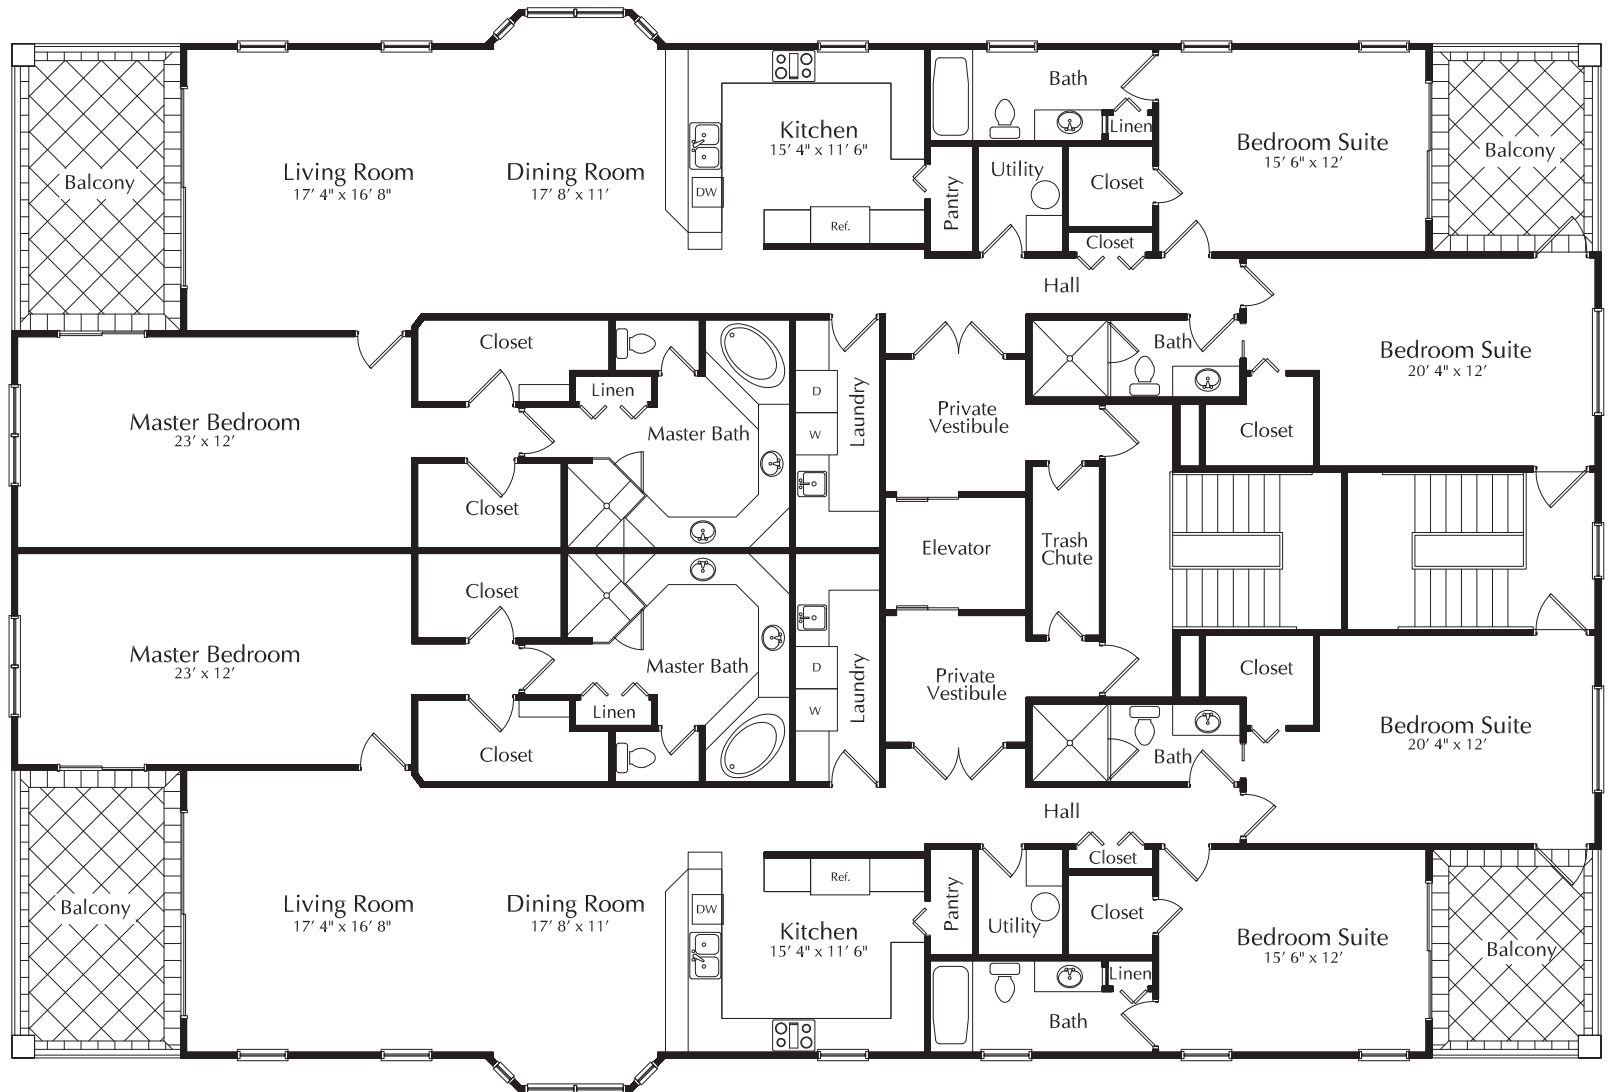 Bath
Linen
Kitchen
15' 4" x 11' 6"
Bedroom Suite
15' 6" x 12'
Balcony
Living Room
17' 4" x 16' 8"
Dining Room
17' 8' x 11'
Balcony
DW
Pantry
Utility
Closet
Ref.
Closet
Hall
Closet
Bath
Bedroom Suite
20' 4" x 12'
Linen
D
Master Bedroom
23' x 12'
Master Bath
W
Laundry
Private
Vestibule
Closet
Closet
Elevator
Trash
Chute
Closet
Master Bedroom
23' x 12'
Master Bath
D
W
Laundry
Private
Vestibule
Closet
Linen
Closet
Bath
Bedroom Suite
20' 4" x 12'
Hall
Closet
Ref.
Pantry
Living Room
17' 4" x 16' 8"
Dining Room
17' 8' x 11'
Balcony
DW
Kitchen
15' 4" x 11' 6"
Utility
Closet
Bedroom Suite
15' 6" x 12'
Balcony
Linen
Bath